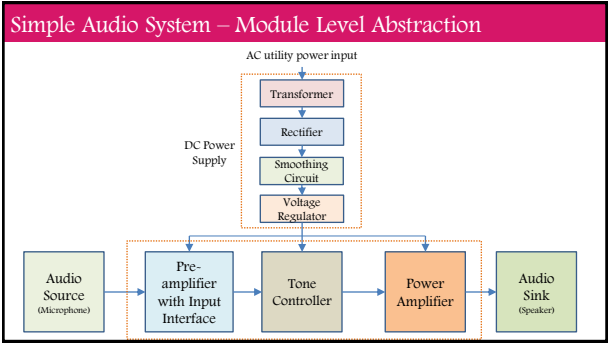 Simple Audio System – Module Level Abstraction
AC utility power input
Transformer
Rectifier
DC Power
Supply
Smoothing
Circuit
Voltage
Regulator
Audio
Source
(Microphone)
Pre-
amplifier
with Input
Interface
Tone
Controller
Power
Amplifier
Audio
Sink
(Speaker)